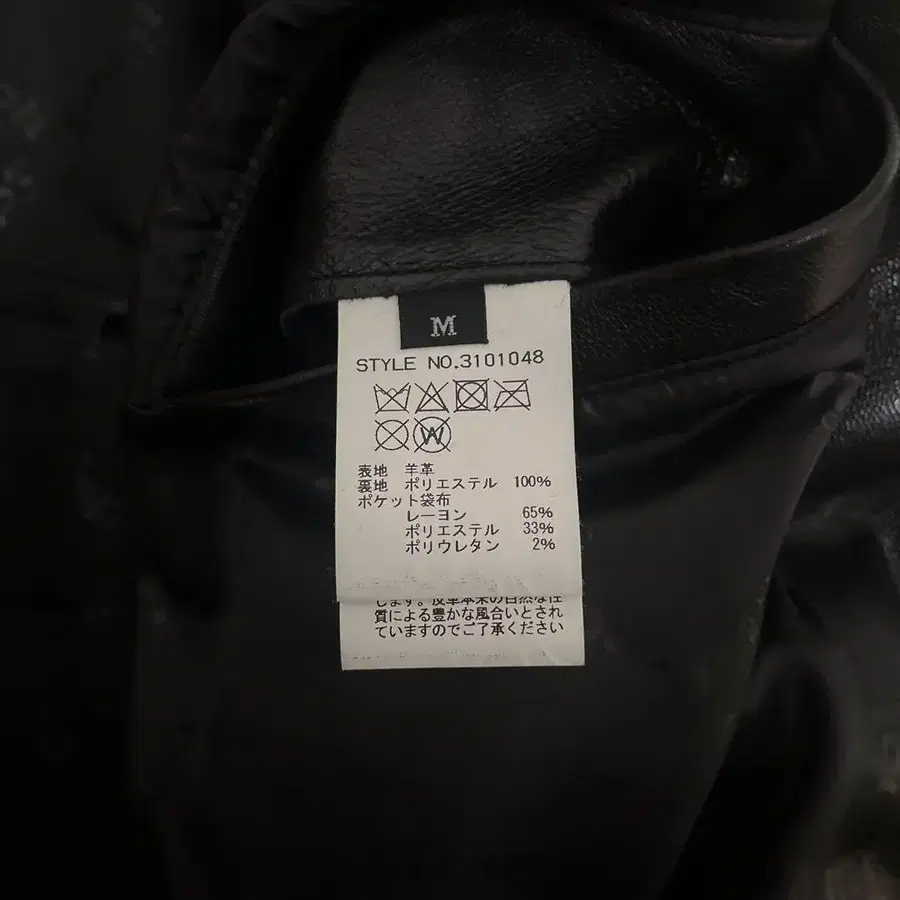 M
STYLE NO.3101048
W
表地 羊革
裏地 ポリエステル 100%
ポケット袋布
レーヨン 65%
ポリエステル 33%
ポリウレタン 2%
します。皮革本来の自然な性
質による豊かな風合いとされ
ていますのでご了承ください